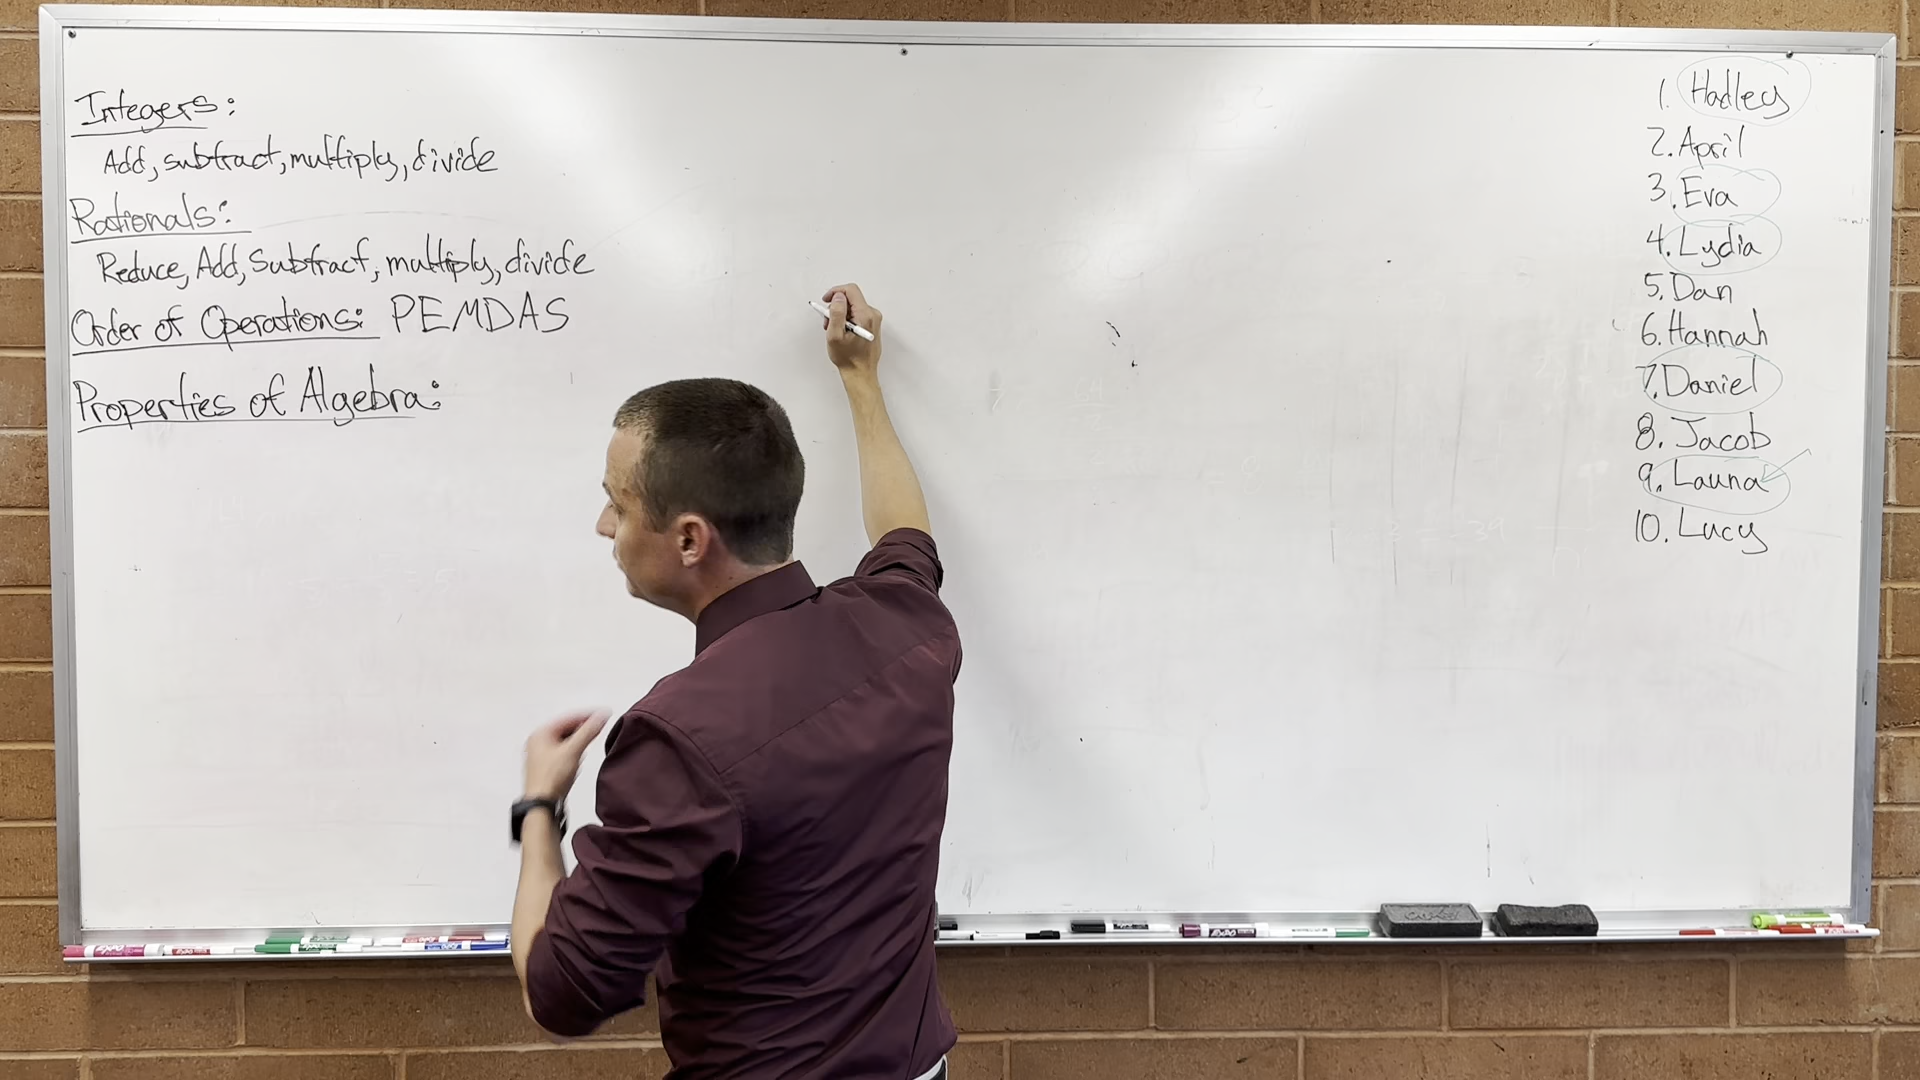 Integers:
Add, subtract, multiply, divide
Rationals:
Reduce, Add, Subtract, multiply, divide
Order of Operations: PEMDAS
Properties of Algebra:
1. Hadley
2. April
3. Eva
4. Lydia
5. Dan
6. Hannah
7. Daniel
8. Jacob
9. Launa
10. Lucy